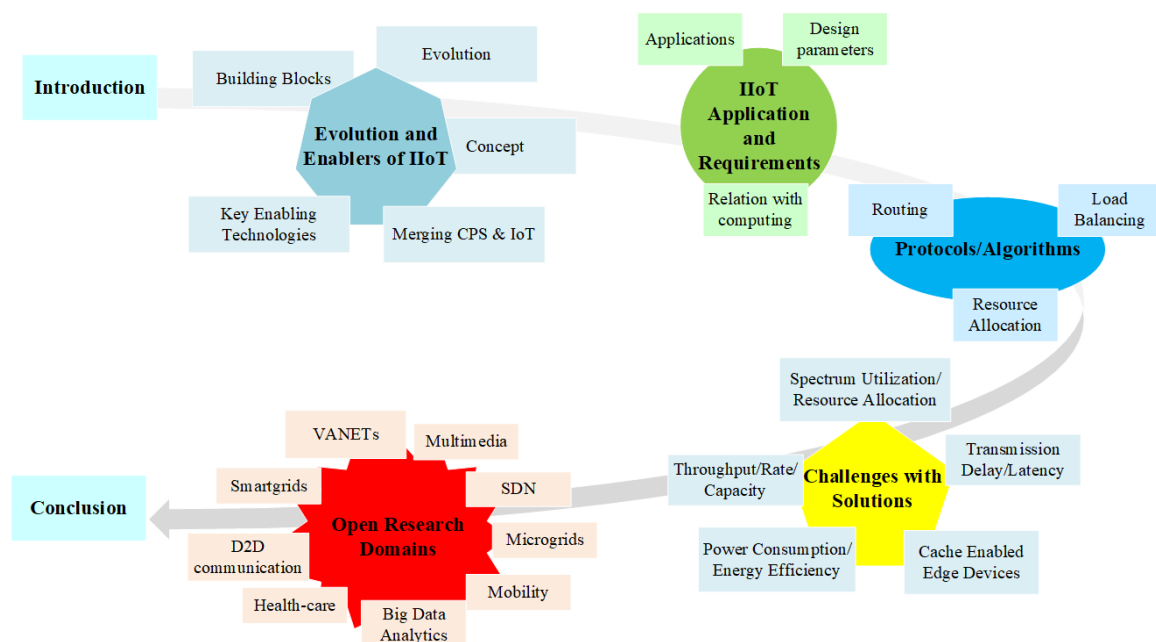 Introduction
Building Blocks
Evolution
Evolution and
Enablers of IIoT
Concept
Key Enabling
Technologies
Merging CPS & IoT
Applications
Design
parameters
IIoT
Application
and
Requirements
Relation with
computing
Routing
Load
Balancing
Protocols/Algorithms
Resource
Allocation
Spectrum Utilization/
Resource Allocation
Throughput/Rate/
Capacity
Challenges with
Solutions
Transmission
Delay/Latency
Power Consumption/
Energy Efficiency
Cache Enabled
Edge Devices
VANETs
Multimedia
Smartgrids
SDN
Open Research
Domains
Microgrids
D2D
communication
Mobility
Health-care
Big Data
Analytics
Conclusion